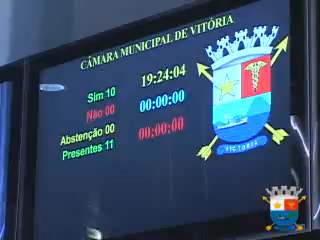 CÂMARA MUNICIPAL DE VITÓRIA
Sim 10 19:24:04
Não 00 00:00:00
Abstenção 00 00:00:00
Presentes 11
VICTORIA